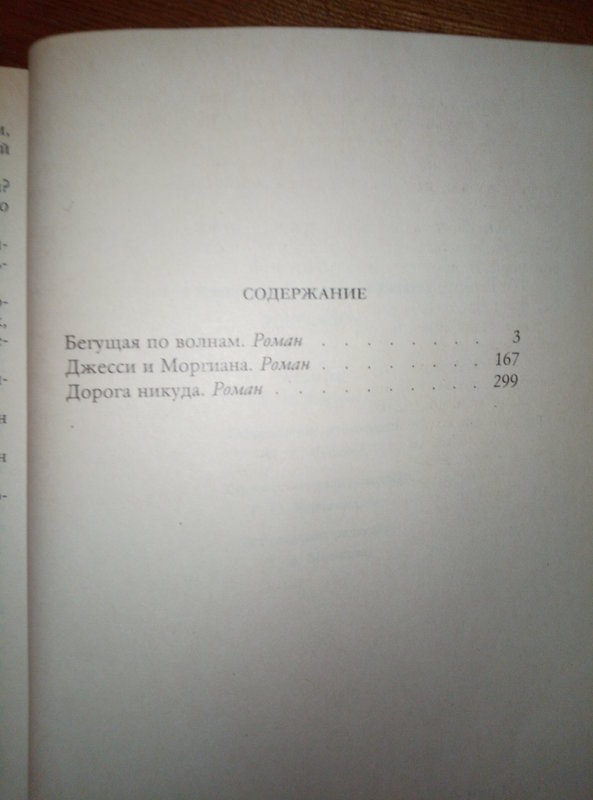 СОДЕРЖАНИЕ
Бегущая по волнам. Роман . . . . . . . . 3
Джесси и Моргиана. Роман . . . . . . . 167
Дорога никуда. Роман . . . . . . . . . 299